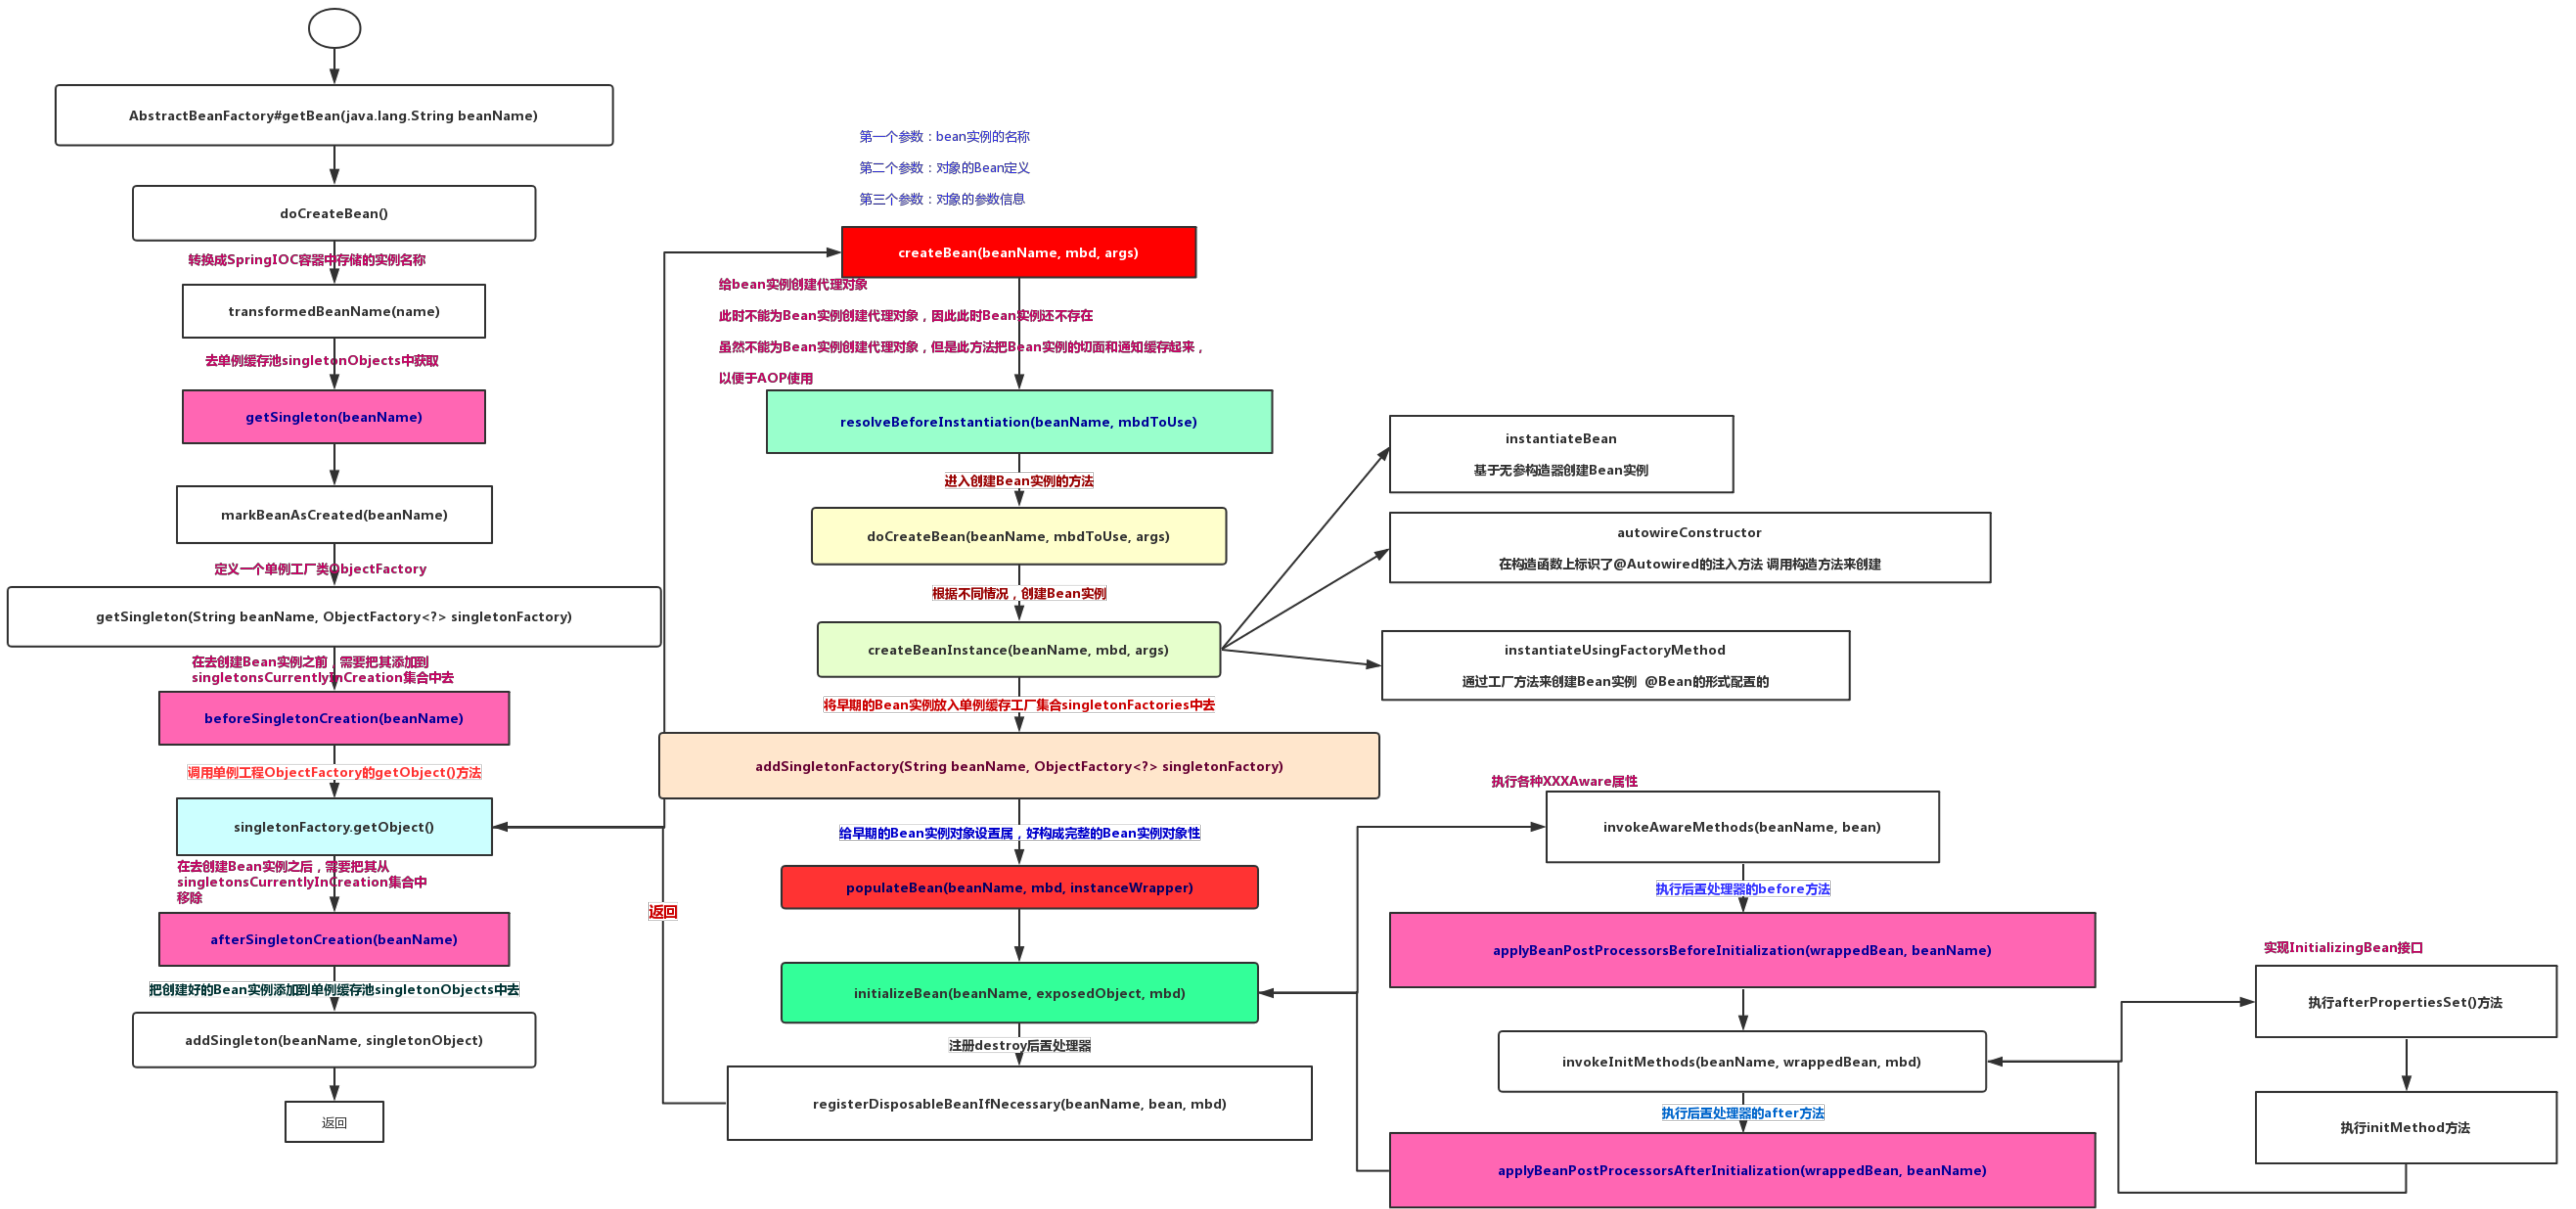 AbstractBeanFactory#getBean(java.lang.String beanName)
doCreateBean()
转换成SpringIOC容器中存储的实例名称
transformedBeanName(name)
去单例缓存池singletonObjects中获取
getSingleton(beanName)
markBeanAsCreated(beanName)
定义一个单例工厂类ObjectFactory
getSingleton(String beanName, ObjectFactory<?> singletonFactory)
在去创建Bean实例之前，需要把其添加到
singletonsCurrentlyInCreation集合中去
beforeSingletonCreation(beanName)
调用单例工程ObjectFactory的getObject()方法
singletonFactory.getObject()
在去创建Bean实例之后，需要把其从
singletonsCurrentlyInCreation集合中
移除
afterSingletonCreation(beanName)
把创建好的Bean实例添加到单例缓存池singletonObjects中去
addSingleton(beanName, singletonObject)
返回
第一个参数：bean实例的名称
第二个参数：对象的Bean定义
第三个参数：对象的参数信息
createBean(beanName, mbd, args)
给bean实例创建代理对象
此时不能为Bean实例创建代理对象，因此此时Bean实例还不存在
虽然不能为Bean实例创建代理对象，但是此方法把Bean实例的切面和通知缓存起来，
以便于AOP使用
resolveBeforeInstantiation(beanName, mbdToUse)
进入创建Bean实例的方法
doCreateBean(beanName, mbdToUse, args)
根据不同情况，创建Bean实例
createBeanInstance(beanName, mbd, args)
将早期的Bean实例放入单例缓存工厂集合singletonFactories中去
addSingletonFactory(String beanName, ObjectFactory<?> singletonFactory)
给早期的Bean实例对象设置属，好构成完整的Bean实例对象性
populateBean(beanName, mbd, instanceWrapper)
initializeBean(beanName, exposedObject, mbd)
注册destroy后置处理器
registerDisposableBeanIfNecessary(beanName, bean, mbd)
返回
instantiateBean
基于无参构造器创建Bean实例
autowireConstructor
在构造函数上标识了@Autowired的注入方法 调用构造方法来创建
instantiateUsingFactoryMethod
通过工厂方法来创建Bean实例 @Bean的形式配置的
执行各种XXXAware属性
invokeAwareMethods(beanName, bean)
执行后置处理器的before方法
applyBeanPostProcessorsBeforeInitialization(wrappedBean, beanName)
invokeInitMethods(beanName, wrappedBean, mbd)
执行后置处理器的after方法
applyBeanPostProcessorsAfterInitialization(wrappedBean, beanName)
实现InitializingBean接口
执行afterPropertiesSet()方法
执行initMethod方法